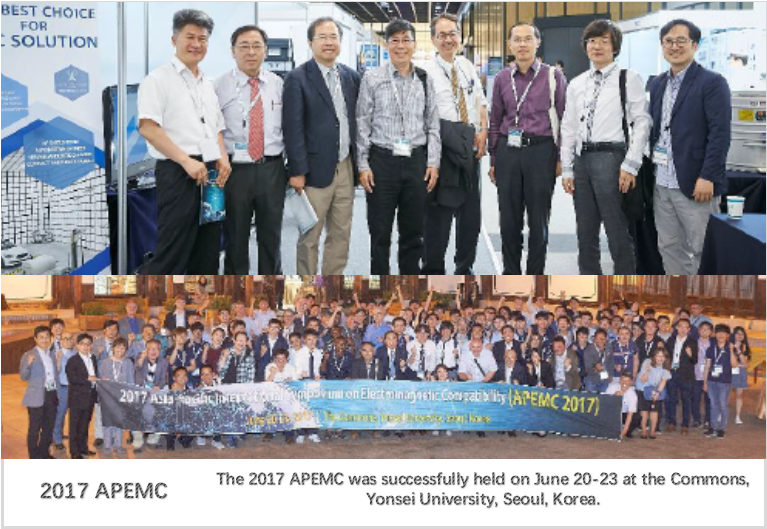 BEST CHOICE
FOR
C SOLUTION
2017 Asia-Pacific International Symposium on Electromagnetic Compatibility (APEMC 2017)
2017 APEMC
The 2017 APEMC was successfully held on June 20-23 at the Commons,
Yonsei University, Seoul, Korea.